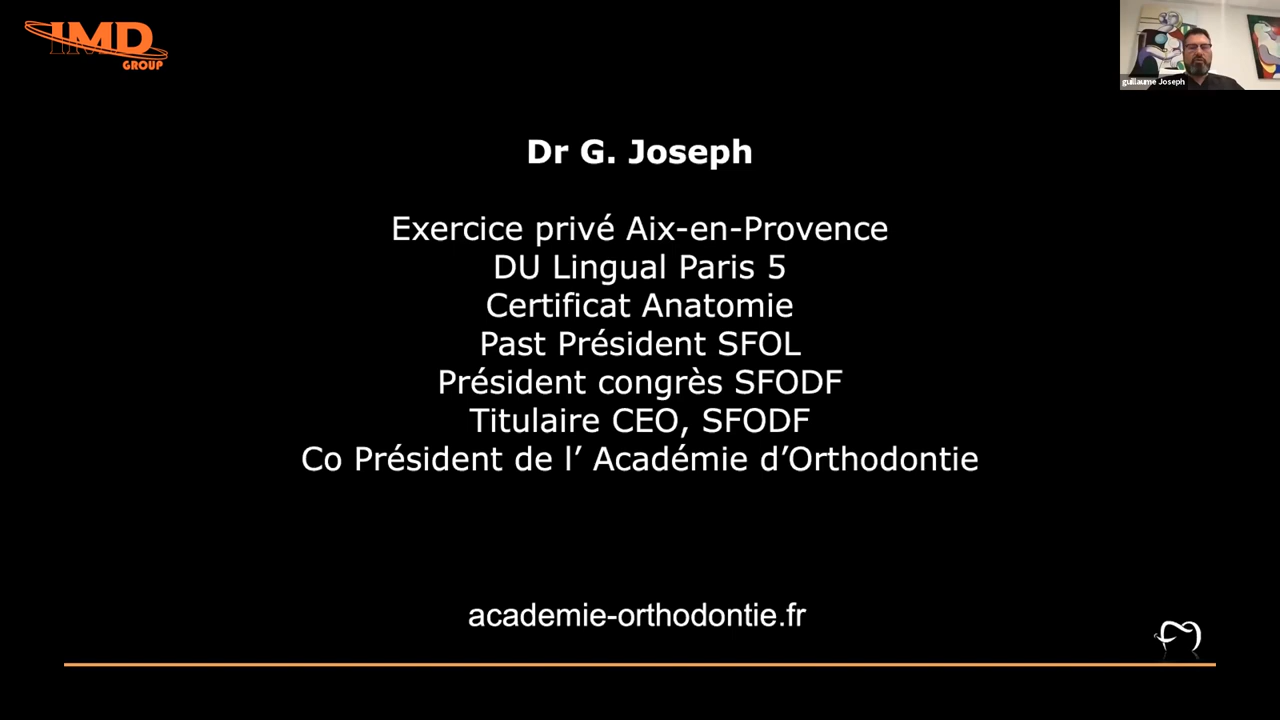 IMD
GROUP
guillaume Joseph
Dr G. Joseph
Exercice privé Aix-en-Provence
DU Lingual Paris 5
Certificat Anatomie
Past Président SFOL
Président congrès SFODF
Titulaire CEO, SFODF
Co Président de l’ Académie d’Orthodontie
academie-orthodontie.fr